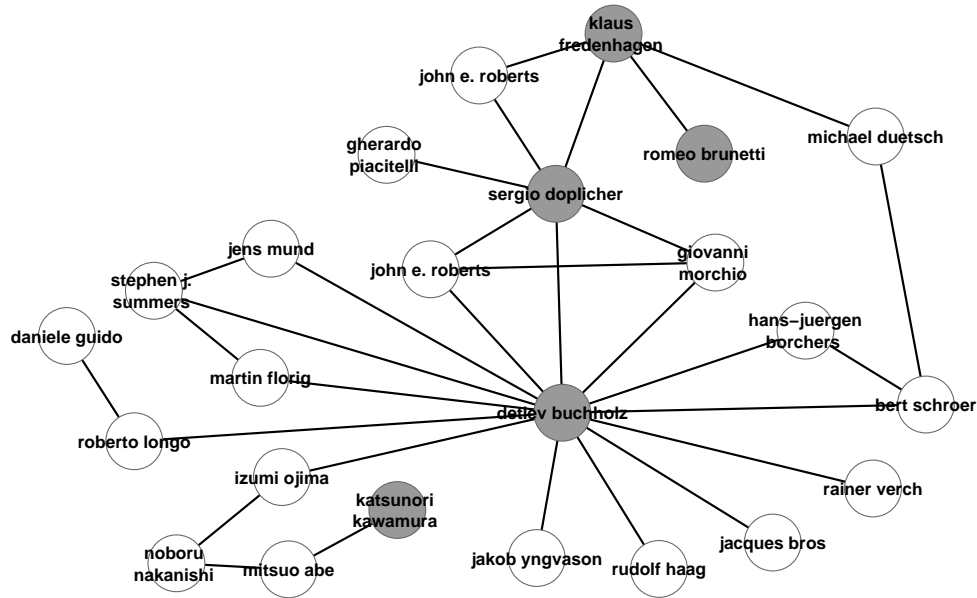 klaus
fredenhagen
john e. roberts
michael duetsch
gherardo
piacitelli
romeo brunetti
sergio doplicher
jens mund
giovanni
morchio
john e. roberts
stephen j.
summers
hans−juergen
borchers
daniele guido
martin florig
detlev buchholz
bert schroer
roberto longo
izumi ojima
rainer verch
katsunori
kawamura
jacques bros
noboru
nakanishi
jakob yngvason
mitsuo abe
rudolf haag